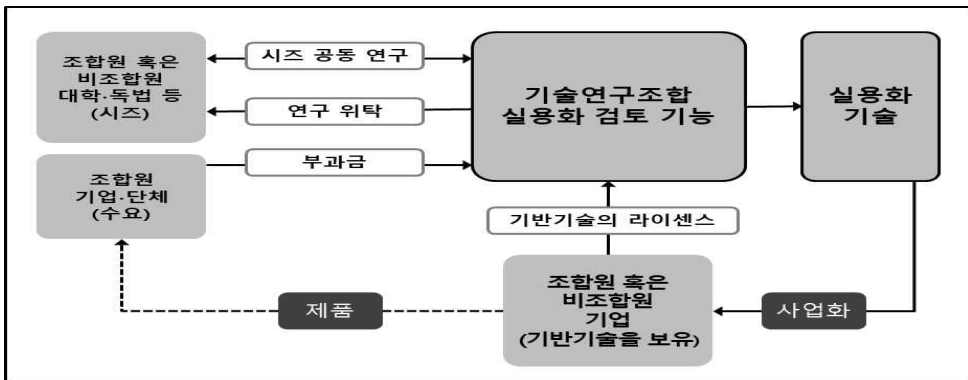 조합원 혹은
비조합원
대학·독법 등
(시즈)
시즈 공동 연구
연구 위탁
부과금
기술연구조합
실용화 검토 기능
실용화
기술
조합원
기업·단체
(수요)
기반기술의 라이센스
제품
조합원 혹은
비조합원
기업
(기반기술을 보유)
사업화